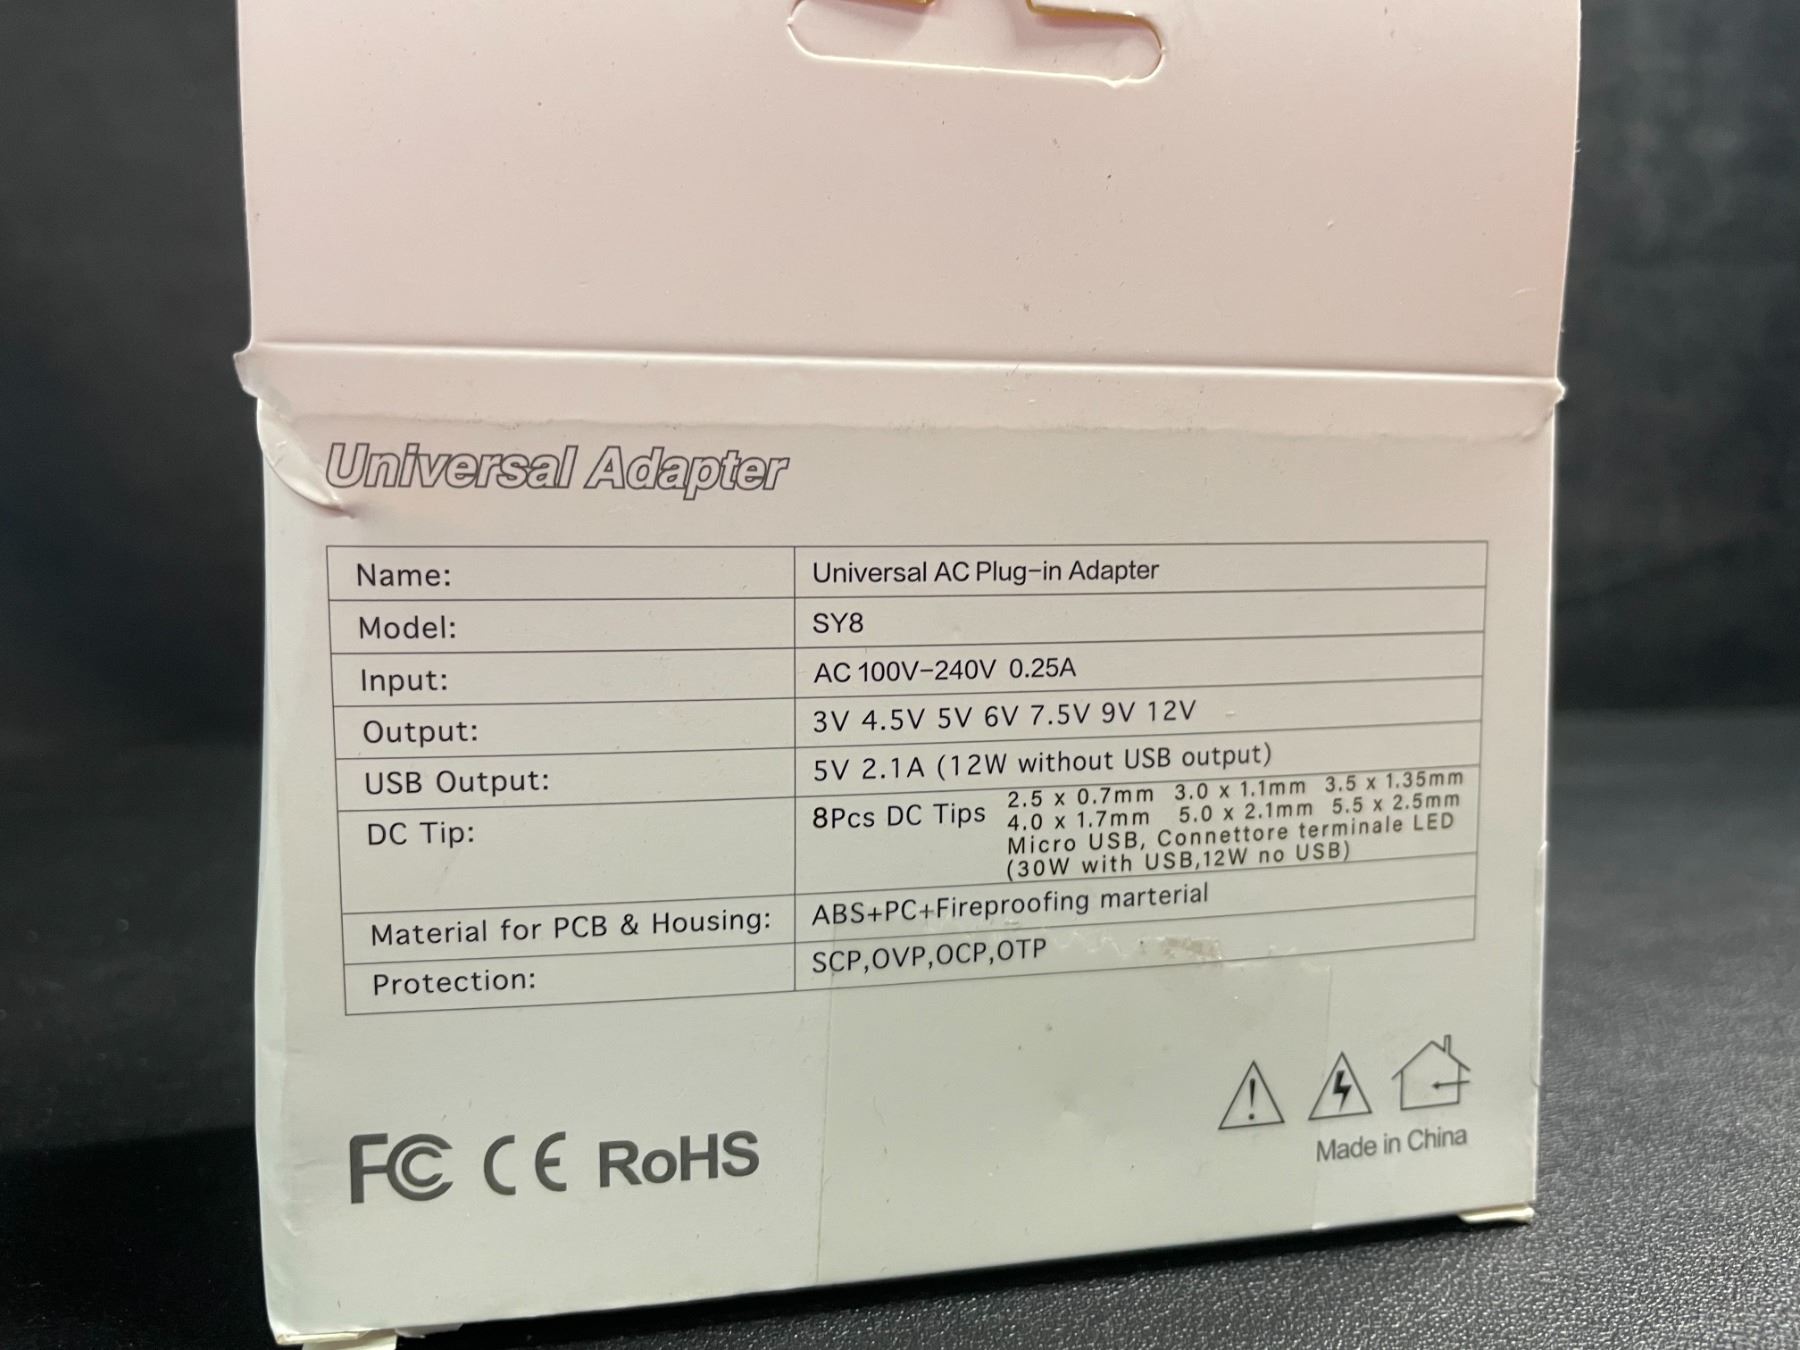 Universal Adapter
Name: Universal AC Plug-in Adapter
Model: SY8
Input: AC 100V-240V 0.25A
Output: 3V 4.5V 5V 6V 7.5V 9V 12V
USB Output: 5V 2.1A (12W without USB output)
DC Tip: 8Pcs DC Tips 2.5 x 0.7mm 3.0 x 1.1mm 3.5 x 1.35mm
4.0 x 1.7mm 5.0 x 2.1mm 5.5 x 2.5mm
Micro USB, Connettore terminale LED
(30W with USB,12W no USB)
Material for PCB & Housing: ABS+PC+Fireproofing marterial
Protection: SCP,OVP,OCP,OTP
FC CE RoHS
Made in China